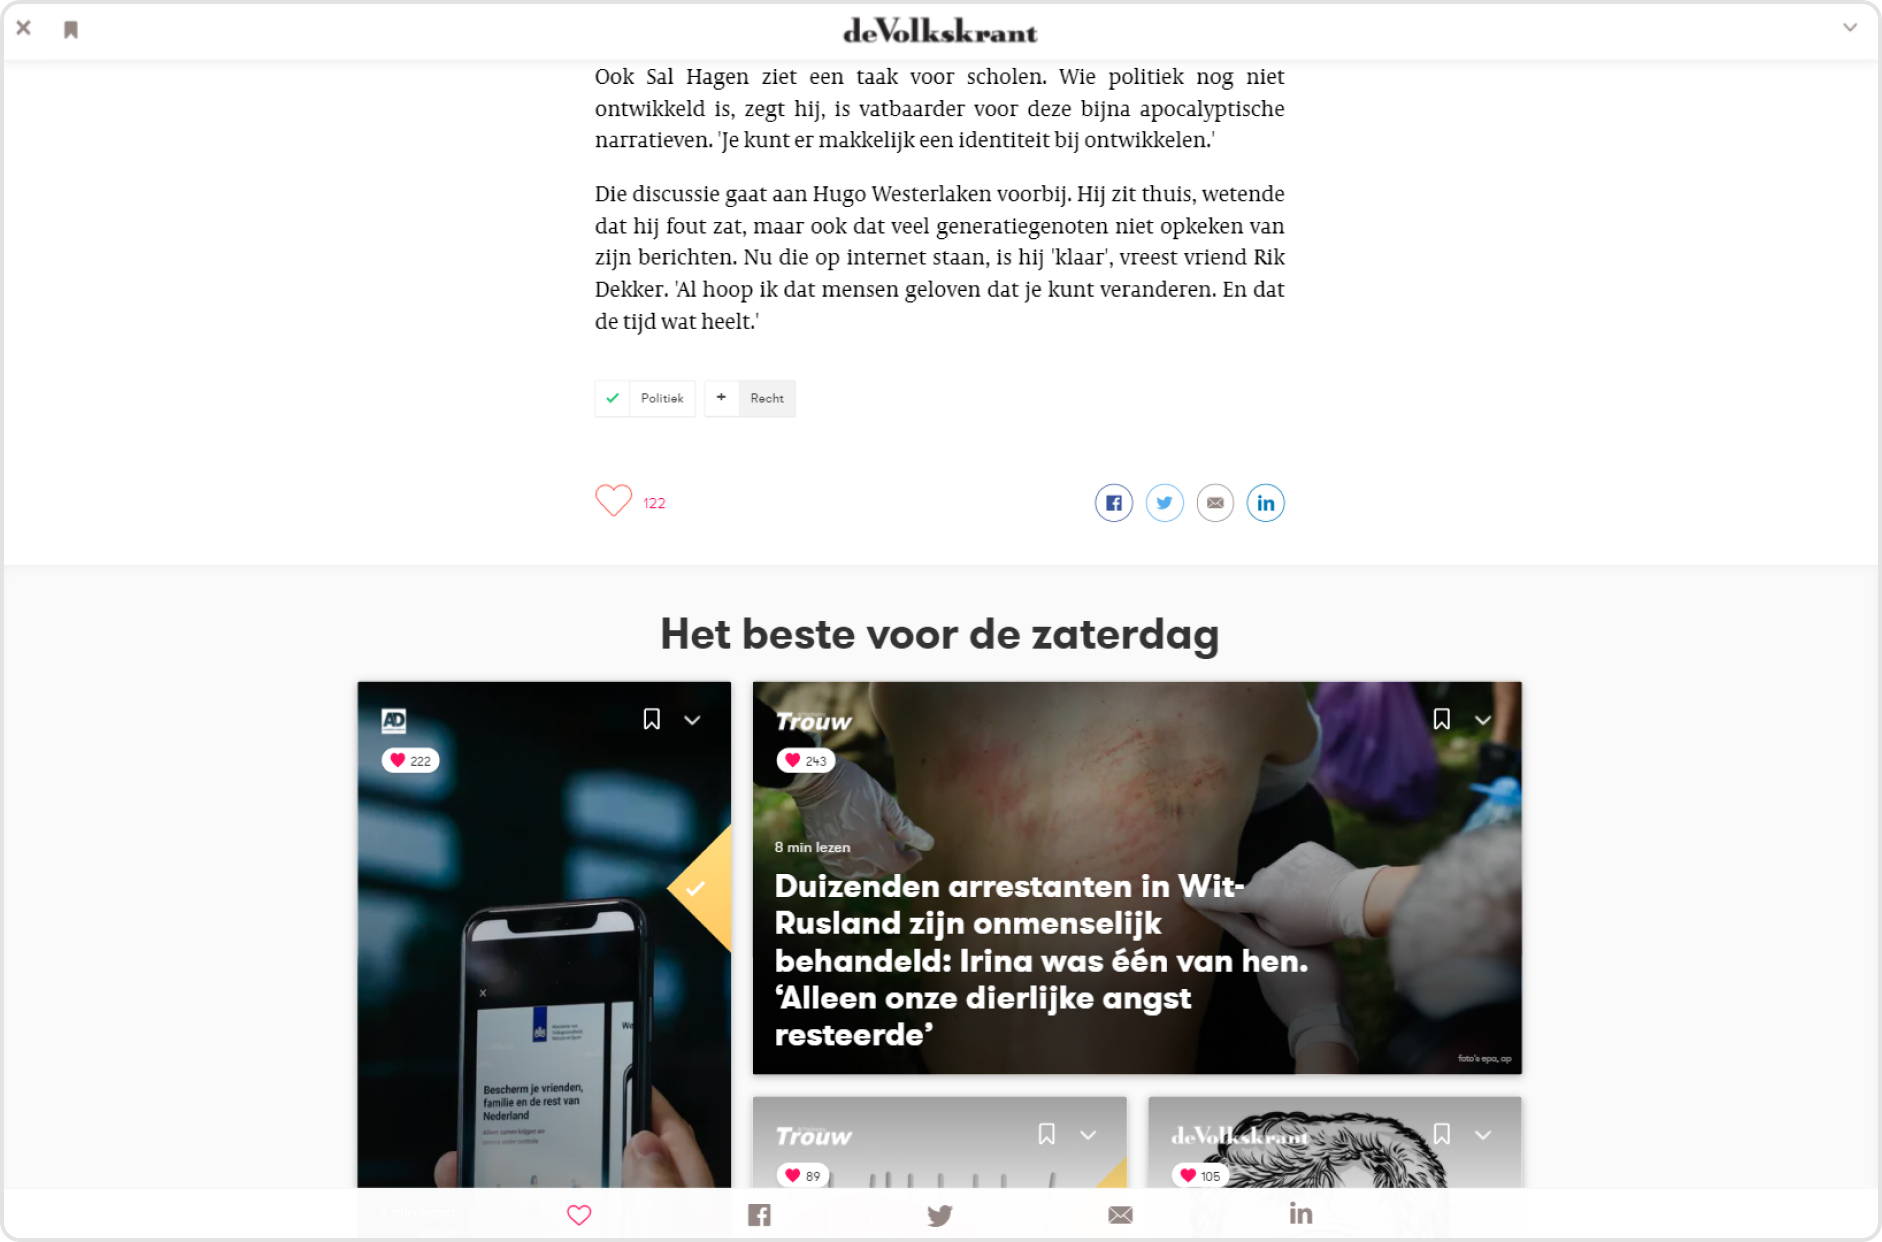 deVolkskrant
Ook Sal Hagen ziet een taak voor scholen. Wie politiek nog niet
ontwikkeld is, zegt hij, is vatbaarder voor deze bijna apocalyptische
narratieven. 'Je kunt er makkelijk een identiteit bij ontwikkelen.'
Die discussie gaat aan Hugo Westerlaken voorbij. Hij zit thuis, wetende
dat hij fout zat, maar ook dat veel generatiegenoten niet opkeken van
zijn berichten. Nu die op internet staan, is hij 'klaar', vreest vriend Rik
Dekker. 'Al hoop ik dat mensen geloven dat je kunt veranderen. En dat
de tijd wat heelt.'
Politiek
Recht
122
Het beste voor de zaterdag
AD
222
Bescherm je vrienden,
familie en de rest van
Nederland
We
Trouw
243
8 min lezen
Duizenden arrestanten in Wit-
Rusland zijn onmenselijk
behandeld: Irina was één van hen.
‘Alleen onze dierlijke angst
resteerde’
foto's epa, ap
Trouw
89
deVolkskrant
105